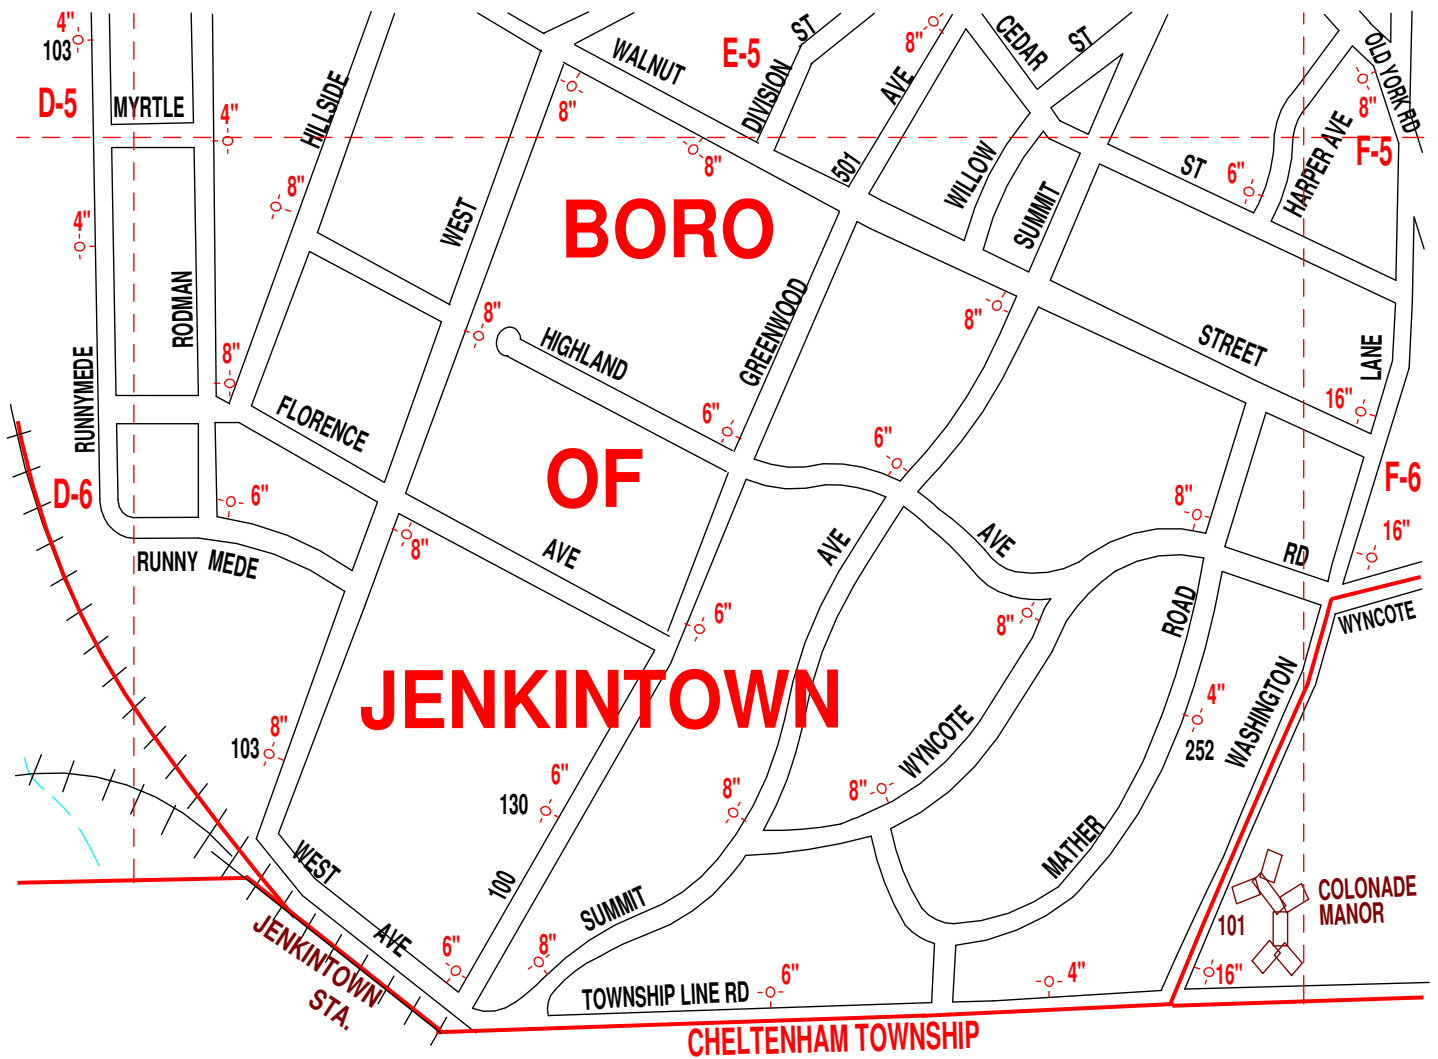 4"
103
D-5
MYRTLE
4"
HILLSIDE
8"
4"
RODMAN
RUNNYMEDE
8"
D-6
6"
RUNNY MEDE
FLORENCE
AVE
WEST
8"
WALNUT
8"
E-5
DIVISION
ST
8"
AVE
501
8"
CEDAR
ST
WILLOW
SUMMIT
ST
6"
HARPER AVE
OLD YORK RD
8"
F-5
BORO
OF
JENKINTOWN
8"
HIGHLAND
GREENWOOD
6"
6"
8"
STREET
LANE
16"
F-6
16"
8"
AVE
AVE
8"
RD
ROAD
WYNCOTE
8"
6"
8"
103
6"
130
100
8"
8"
WYNCOTE
4"
252
WASHINGTON
MATHER
WEST
AVE
6"
SUMMIT
8"
TOWNSHIP LINE RD
6"
4"
16"
101
COLONADE
MANOR
JENKINTOWN
STA.
CHELTENHAM TOWNSHIP